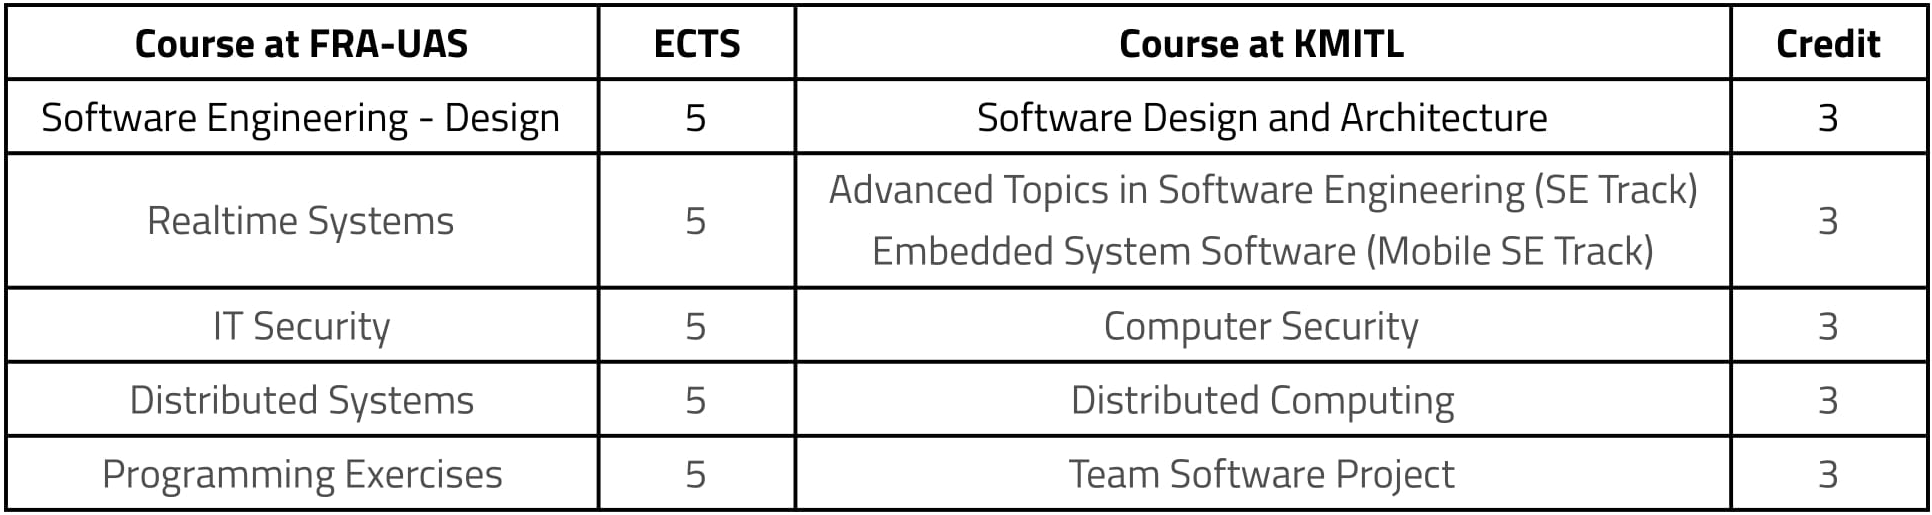 Course at FRA-UAS ECTS Course at KMITL Credit
Software Engineering - Design 5 Software Design and Architecture 3
Realtime Systems 5 Advanced Topics in Software Engineering (SE Track) 3
Embedded System Software (Mobile SE Track)
IT Security 5 Computer Security 3
Distributed Systems 5 Distributed Computing 3
Programming Exercises 5 Team Software Project 3